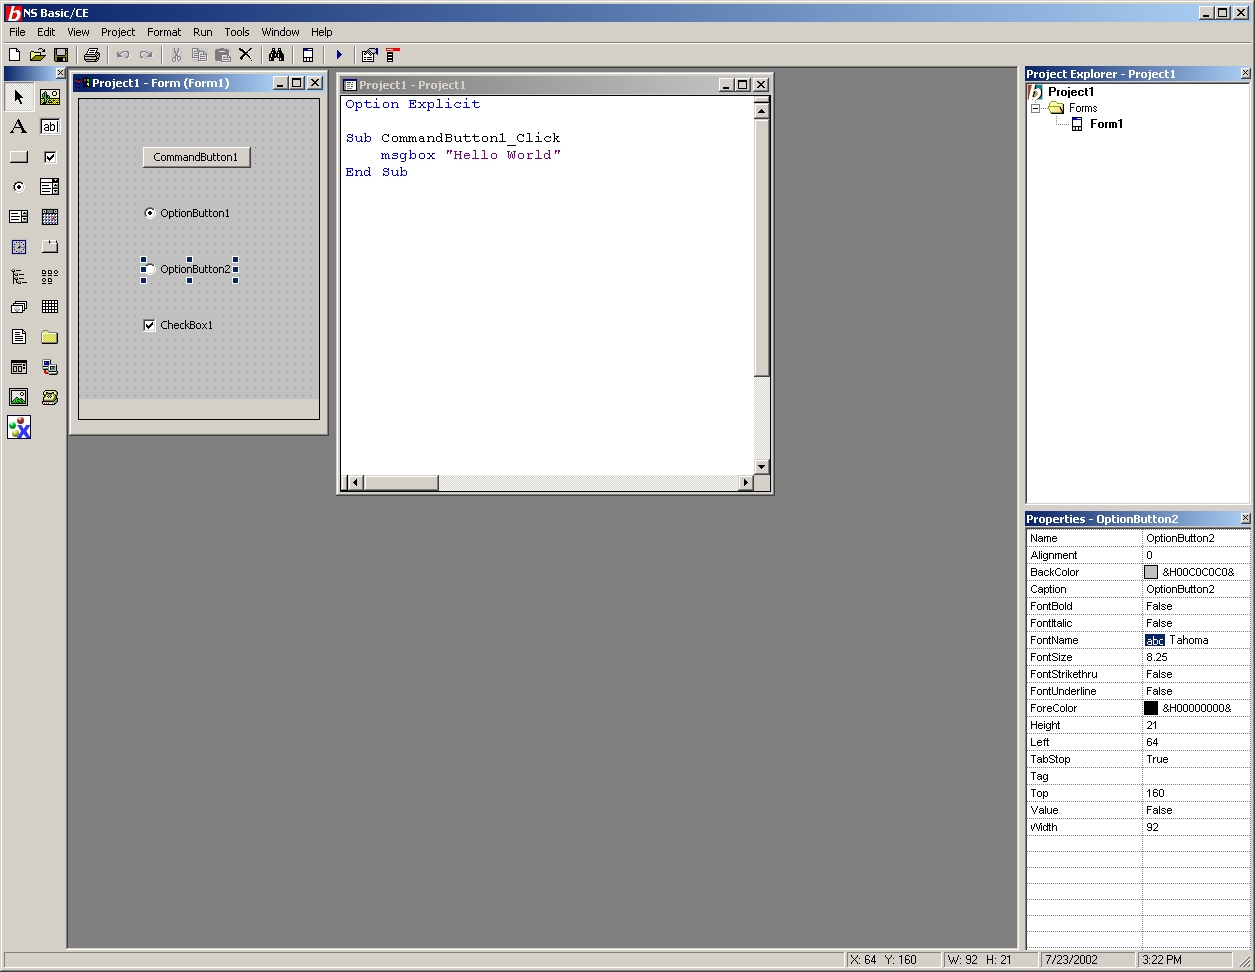 NS Basic/CE
File Edit View Project Format Run Tools Window Help
Project1 - Form (Form1)
CommandButton1
OptionButton1
OptionButton2
CheckBox1
A
ab
Project1 - Project1
Option Explicit
Sub CommandButton1_Click
msgbox "Hello World"
End Sub
Project Explorer - Project1
Project1
Forms
Form1
Properties - OptionButton2
Name OptionButton2
Alignment 0
BackColor &H00C0C0C0&
Caption OptionButton2
FontBold False
FontItalic False
FontName abc Tahoma
FontSize 8.25
FontStrikethru False
FontUnderline False
ForeColor &H00000000&
Height 21
Left 64
TabStop True
Tag
Top 160
Value False
Width 92
X: 64 Y: 160 W: 92 H: 21 7/23/2002 3:22 PM